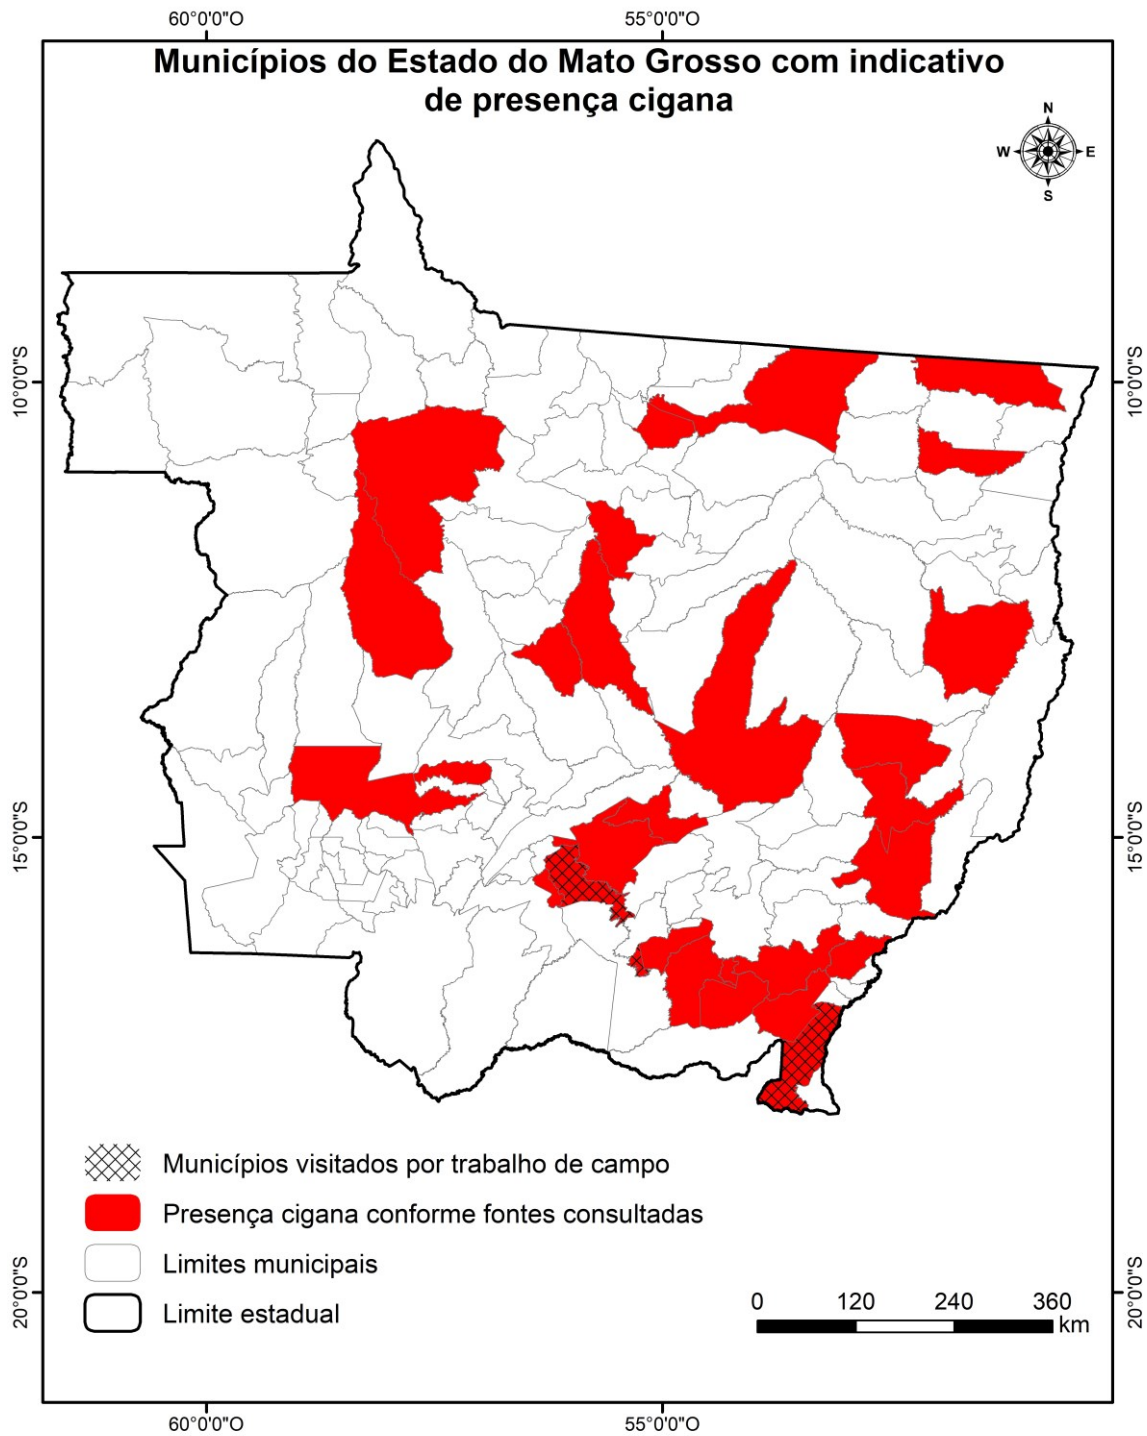 60°0'0"O 55°0'0"O
Municípios do Estado do Mato Grosso com indicativo
de presença cigana
N
W E
S
10°0'0"S 10°0'0"S
15°0'0"S 15°0'0"S
Municípios visitados por trabalho de campo
Presença cigana conforme fontes consultadas
Limites municipais
Limite estadual
20°0'0"S 20°0'0"S
0 120 240 360
km
60°0'0"O 55°0'0"O